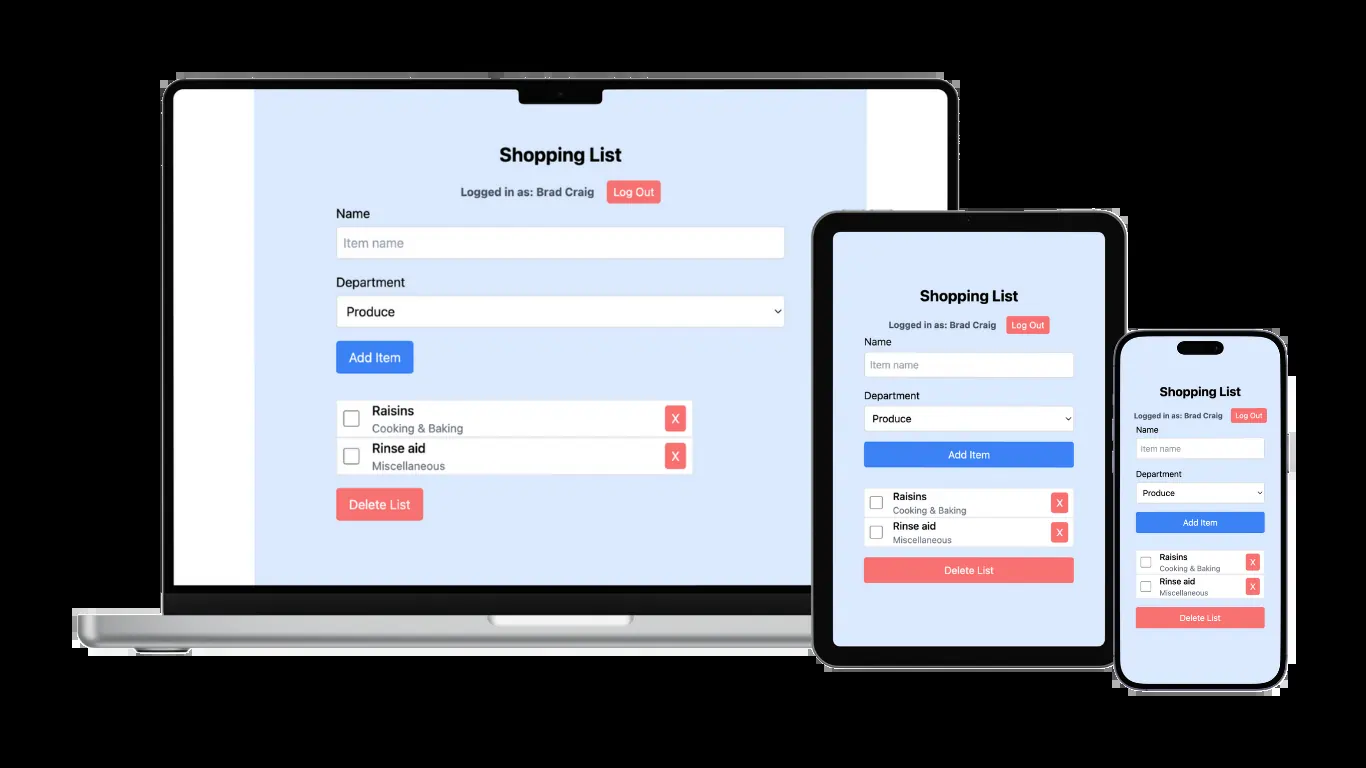 Shopping List
Logged in as: Brad Craig Log Out
Name
Item name
Department
Produce
Add Item
Raisins
Cooking & Baking
X
Rinse aid
Miscellaneous
X
Delete List
Shopping List
Logged in as: Brad Craig Log Out
Name
Item name
Department
Produce
Add Item
Raisins
Cooking & Baking
X
Rinse aid
Miscellaneous
X
Delete List
Shopping List
Logged in as: Brad Craig Log Out
Name
Item name
Department
Produce
Add Item
Raisins
Cooking & Baking
X
Rinse aid
Miscellaneous
X
Delete List